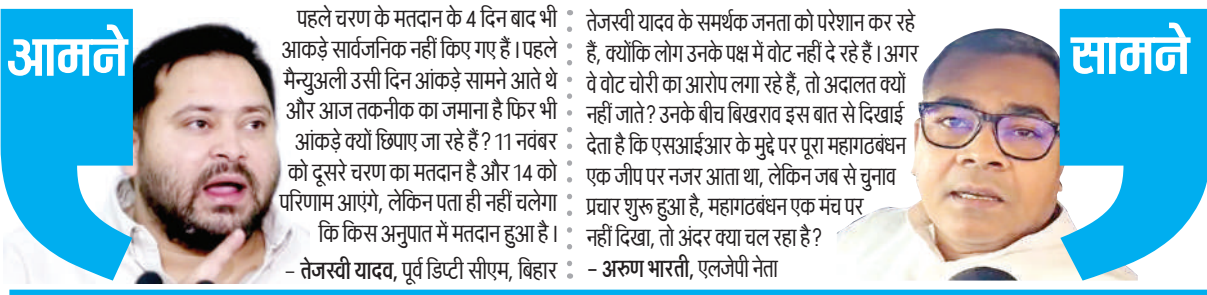 आमने
पहले चरण के मतदान के 4 दिन बाद भी
आकड़े सार्वजनिक नहीं किए गए हैं। पहले
मैन्युअली उसी दिन आंकड़े सामने आते थे
और आज तकनीक का जमाना है फिर भी
आंकड़े क्यों छिपाए जा रहे हैं? 11 नवंबर
को दूसरे चरण का मतदान है और 14 को
परिणाम आएंगे, लेकिन पता ही नहीं चलेगा
कि किस अनुपात में मतदान हुआ है।
– तेजस्वी यादव, पूर्व डिप्टी सीएम, बिहार
तेजस्वी यादव के समर्थक जनता को परेशान कर रहे
हैं, क्योंकि लोग उनके पक्ष में वोट नहीं दे रहे हैं। अगर
वे वोट चोरी का आरोप लगा रहे हैं, तो अदालत क्यों
नहीं जाते? उनके बीच बिखराव इस बात से दिखाई
देता है कि एसआईआर के मुद्दे पर पूरा महागठबंधन
एक जीप पर नजर आता था, लेकिन जब से चुनाव
प्रचार शुरू हुआ है, महागठबंधन एक मंच पर
नहीं दिखा, तो अंदर क्या चल रहा है?
– अरुण भारती, एलजेपी नेता
सामने